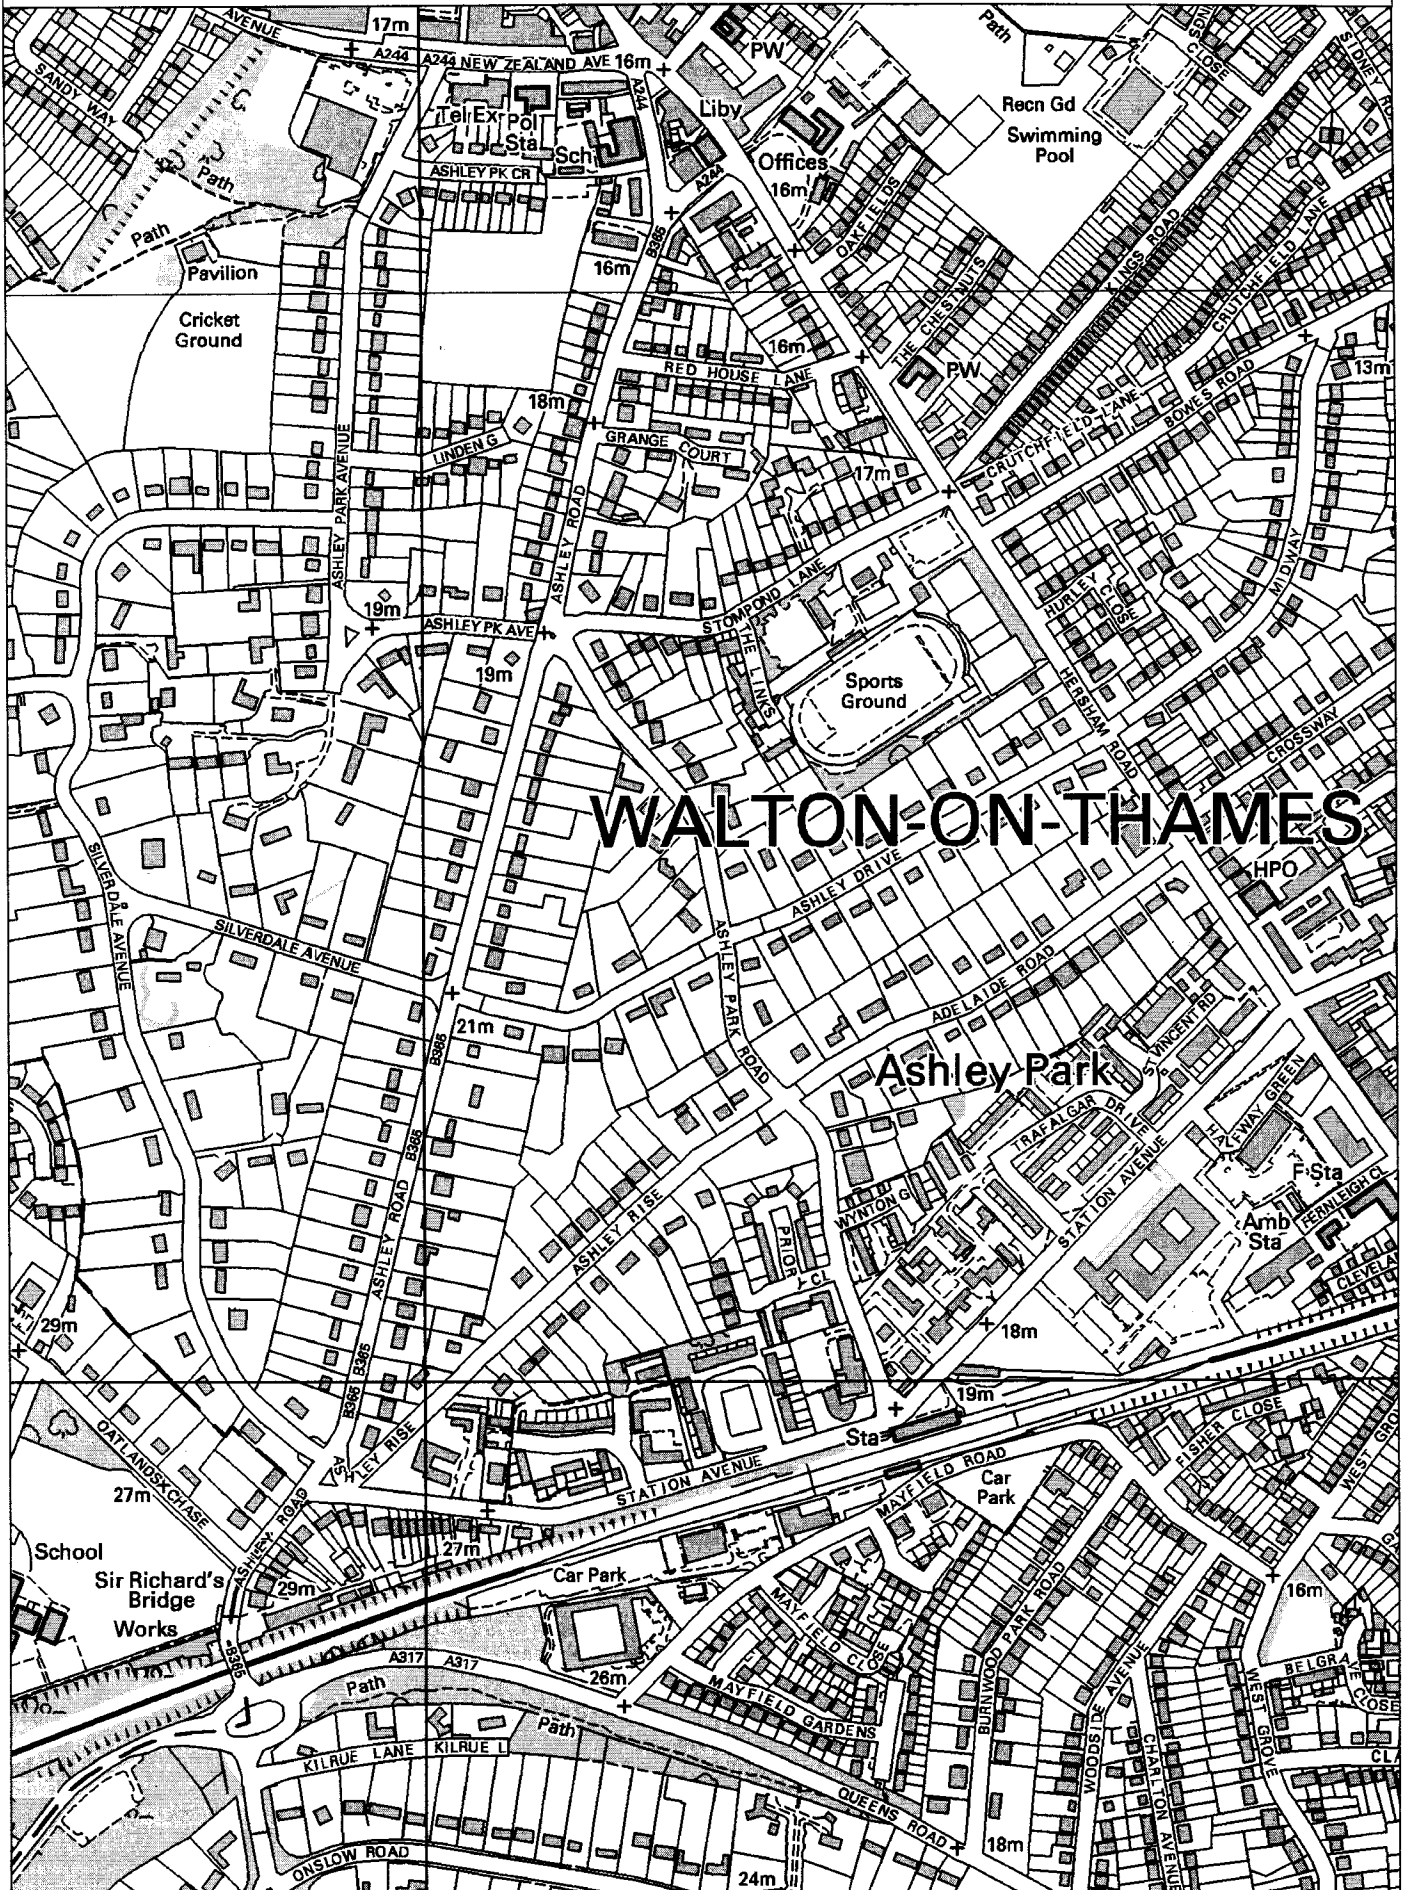 AVENUE
17m
A244
A244 NEW ZEALAND AVE
16m
A244
PW
Path
CLOSE
SANDY WAY
Tel Ex
Pol
Sta
Sch
Liby
Recn Gd
Swimming
Pool
Offices
16m
A244
ASHLEY PK CR
Path
Path
Pavilion
OAKFIELDS
B365
16m
KINGS ROAD
CRUTCHFIELD LANE
THE CHESTNUTS
Cricket
Ground
16m
RED HOUSE LANE
PW
13m
18m
BOWES ROAD
CRUTCHFIELD LANE
LINDEN G
GRANGE COURT
17m
ASHLEY PARK AVENUE
ASHLEY ROAD
MIDWAY
19m
ASHLEY PK AVE
STOMPOND LANE
HURLEY CLOSE
THE LINKS
19m
Sports
Ground
HERSHAM ROAD
CROSSWAY
WALTON-ON-THAMES
SILVERDALE AVENUE
ASHLEY DRIVE
HPO
SILVERDALE AVENUE
ASHLEY PARK ROAD
ADELAIDE ROAD
21m
B365
ST VINCENT RD
Ashley Park
TRAFALGAR DRIVE
HALFWAY GREEN
B365
ASHLEY ROAD
STATION AVENUE
F Sta
FERNLEIGH CL
WYNTON G
ASHLEY RISE
PRIORY CL
Amb
Sta
29m
18m
B365
B365
19m
Sta
ASHLEY RISE
OATLANDS CHASE
27m
STATION AVENUE
MAYFIELD ROAD
Car
Park
FISHER CLOSE
ASHLEY ROAD
27m
School
Sir Richard's
Bridge
Works
29m
Car Park
MAYFIELD CLOSE
PARK ROAD
16m
B365
A317
A317
Path
26m
MAYFIELD GARDENS
BURNWOOD
WOODSIDE AVENUE
WEST GROVE
CLOSE
Path
KILRUE LANE
KILRUE L
CHARLTON AVENUE
QUEENS ROAD
18m
ONSLOW ROAD
24m